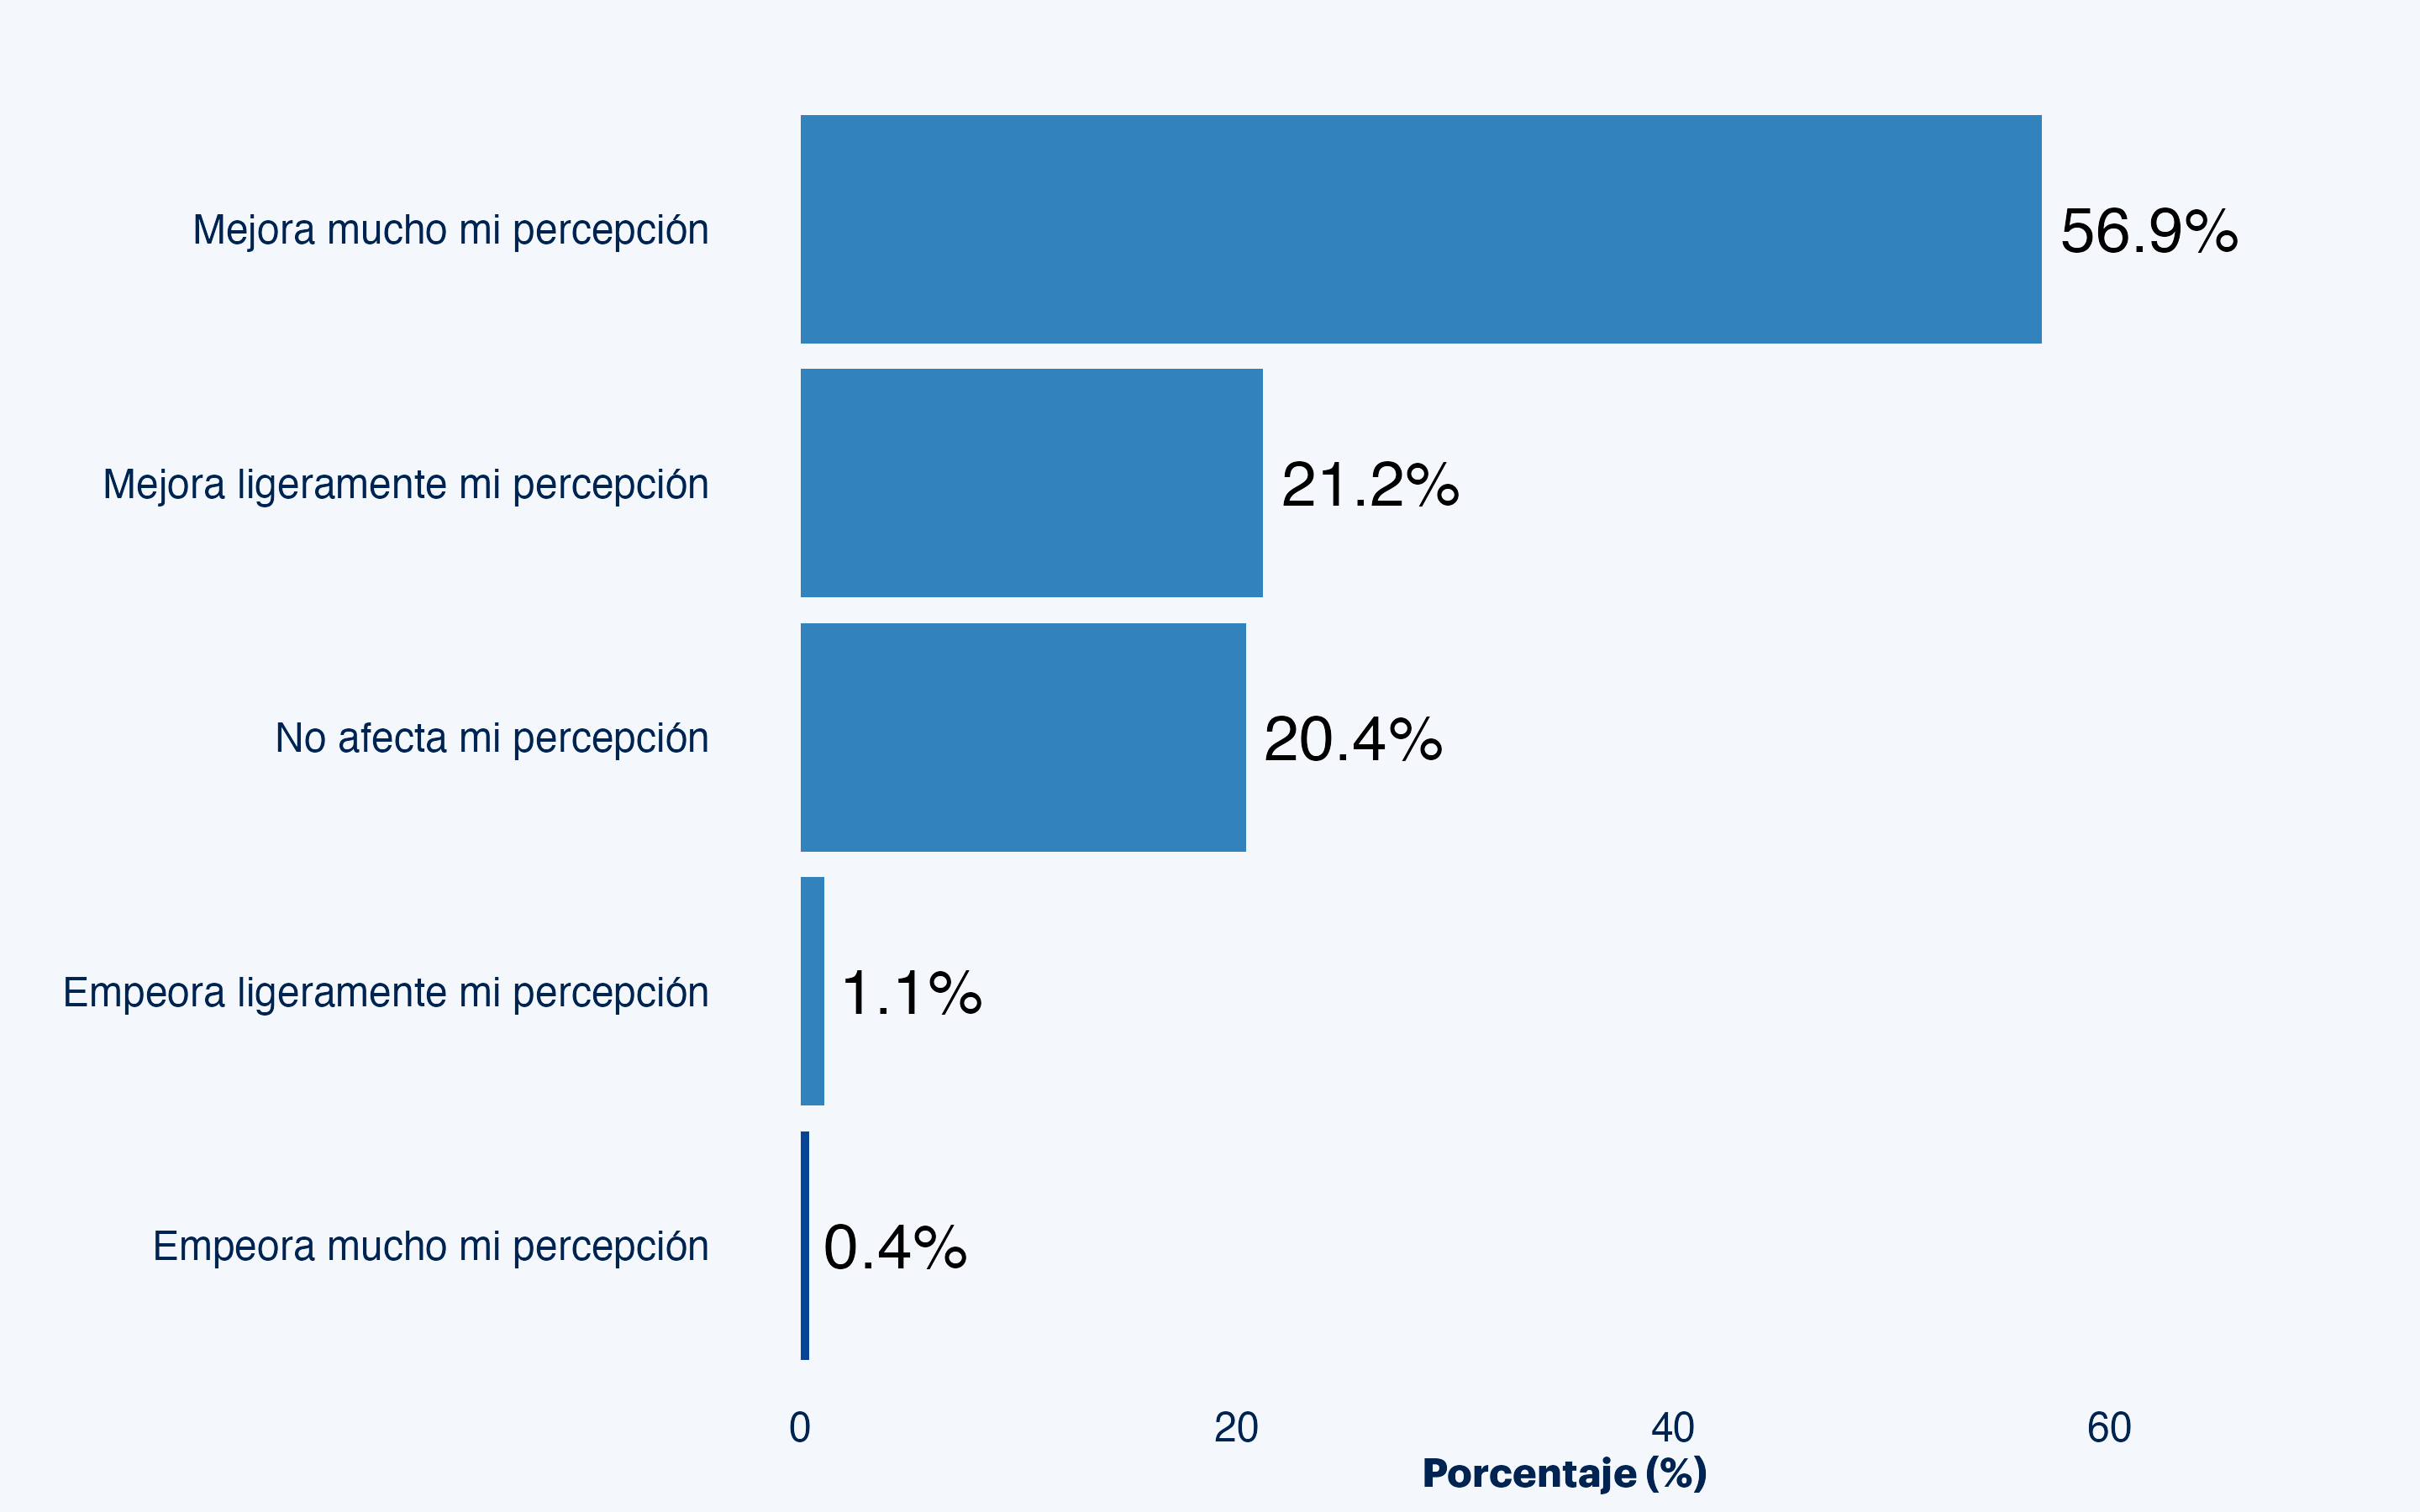 Mejora mucho mi percepción
56.9%
Mejora ligeramente mi percepción
21.2%
No afecta mi percepción
20.4%
Empeora ligeramente mi percepción
1.1%
Empeora mucho mi percepción
0.4%
0 20 40 60
Porcentaje (%)